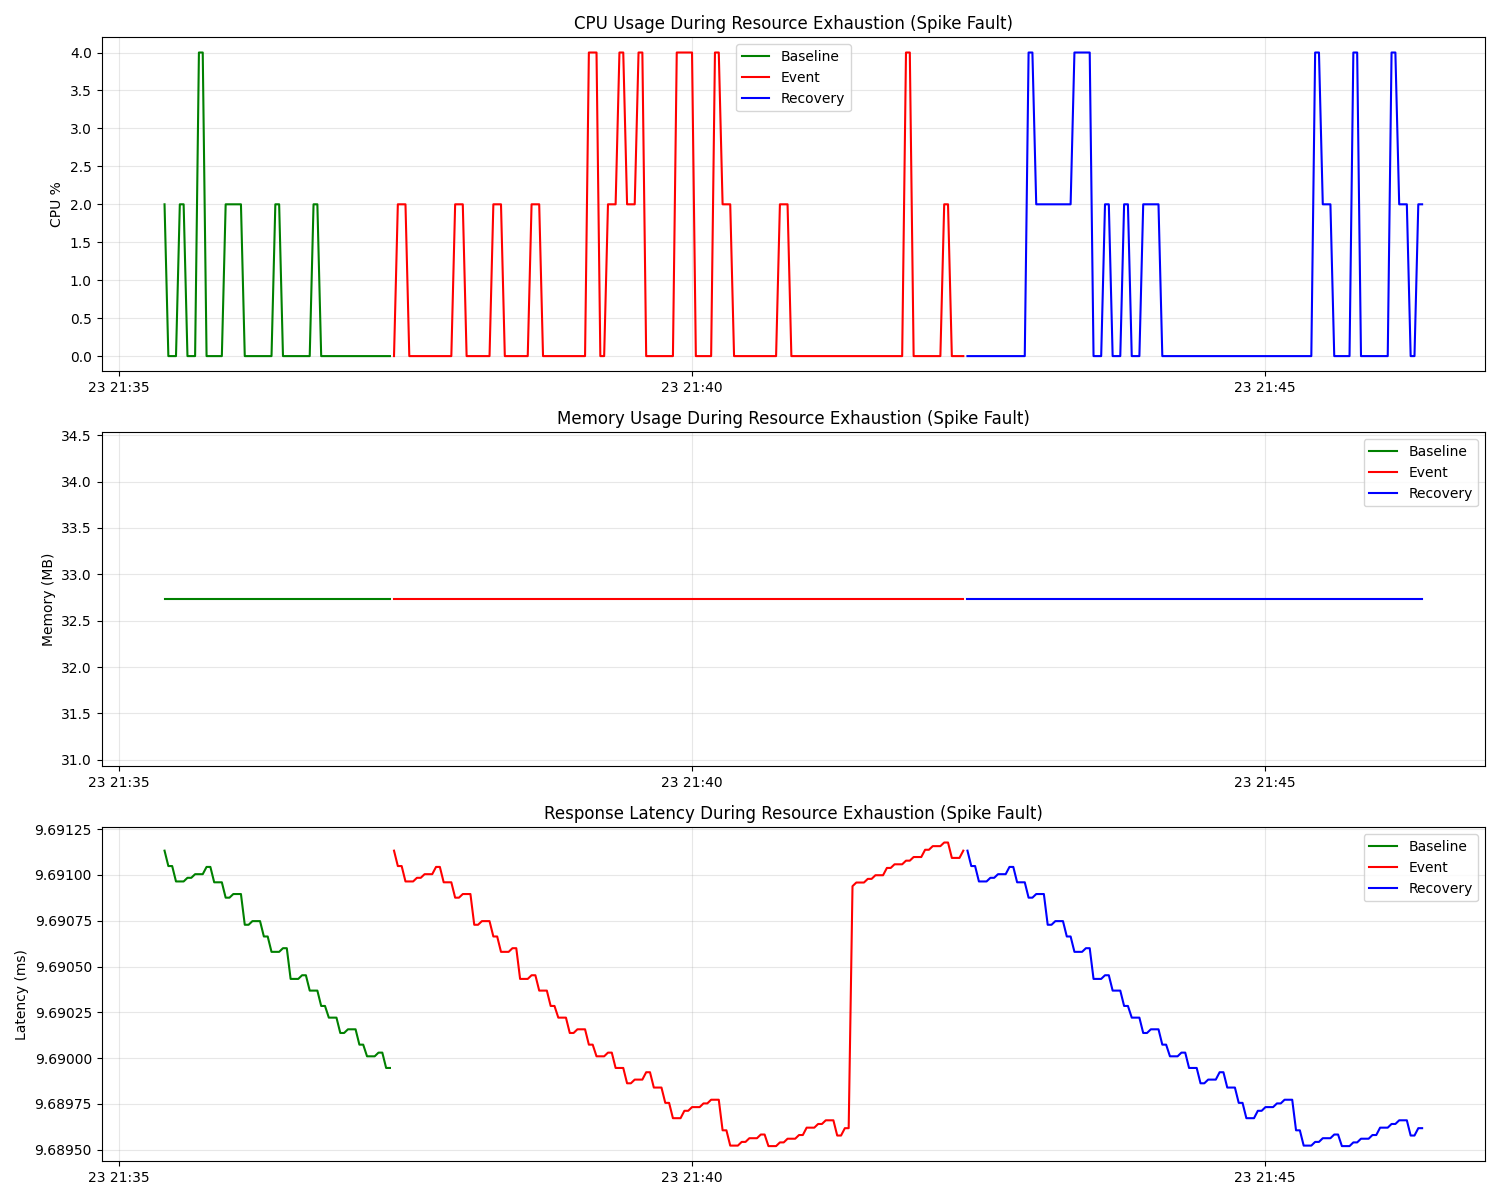 CPU Usage During Resource Exhaustion (Spike Fault)
4.0
3.5
3.0
2.5
2.0
1.5
1.0
0.5
0.0
CPU %
Baseline
Event
Recovery
23 21:35
23 21:40
23 21:45
Memory Usage During Resource Exhaustion (Spike Fault)
34.5
34.0
33.5
33.0
32.5
32.0
31.5
31.0
Memory (MB)
Baseline
Event
Recovery
23 21:35
23 21:40
23 21:45
Response Latency During Resource Exhaustion (Spike Fault)
9.69125
9.69100
9.69075
9.69050
9.69025
9.69000
9.68975
9.68950
Latency (ms)
Baseline
Event
Recovery
23 21:35
23 21:40
23 21:45